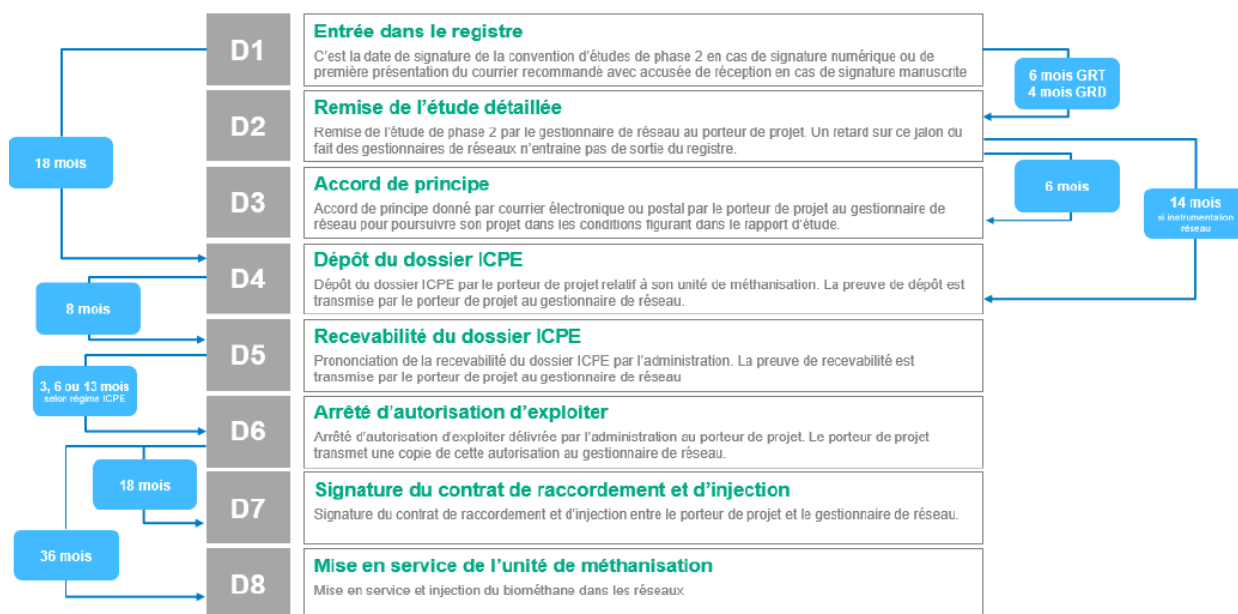 D1
Entrée dans le registre
C'est la date de signature de la convention d'études de phase 2 en cas de signature numérique ou de
première présentation du courrier recommandé avec accusée de réception en cas de signature manuscrite
6 mois GRT
4 mois GRD
D2
Remise de l'étude détaillée
Remise de l'étude de phase 2 par le gestionnaire de réseau au porteur de projet. Un retard sur ce jalon du
fait des gestionnaires de réseaux n'entraine pas de sortie du registre.
18 mois
D3
Accord de principe
Accord de principe donné par courrier électronique ou postal par le porteur de projet au gestionnaire de
réseau pour poursuivre son projet dans les conditions figurant dans le rapport d'étude.
6 mois
14 mois
si instrumentation
réseau
D4
Dépôt du dossier ICPE
Dépôt du dossier ICPE par le porteur de projet relatif à son unité de méthanisation. La preuve de dépôt est
transmise par le porteur de projet au gestionnaire de réseau.
8 mois
D5
Recevabilité du dossier ICPE
Prononciation de la recevabilité du dossier ICPE par l'administration. La preuve de recevabilité est
transmise par le porteur de projet au gestionnaire de réseau
3, 6 ou 13 mois
selon régime ICPE
D6
Arrêté d'autorisation d'exploiter
Arrêté d'autorisation d'exploiter délivrée par l'administration au porteur de projet. Le porteur de projet
transmet une copie de cette autorisation au gestionnaire de réseau.
18 mois
D7
Signature du contrat de raccordement et d'injection
Signature du contrat de raccordement et d'injection entre le porteur de projet et le gestionnaire de réseau.
36 mois
D8
Mise en service de l'unité de méthanisation
Mise en service et injection du biométhane dans les réseaux